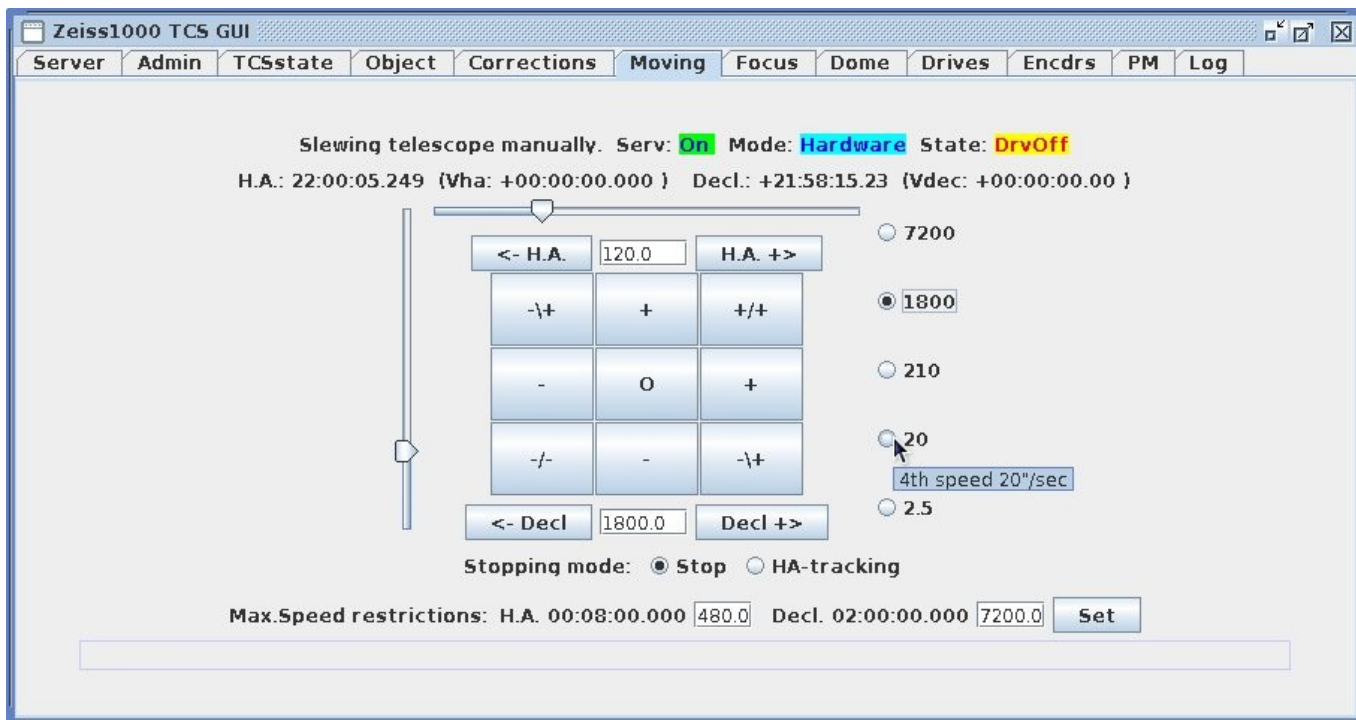 Zeiss1000 TCS GUI
Server Admin TCSstate Object Corrections Moving Focus Dome Drives Encdrs PM Log
Slewing telescope manually. Serv: On Mode: Hardware State: DrvOff
H.A.: 22:00:05.249 (Vha: +00:00:00.000 ) Decl.: +21:58:15.23 (Vdec: +00:00:00.00 )
7200
<- H.A. 120.0 H.A. +>
-\+ + +/+ 1800
- O + 210
20
-/- - -\+
4th speed 20"/sec
2.5
<- Decl 1800.0 Decl +>
Stopping mode: Stop HA-tracking
Max.Speed restrictions: H.A. 00:08:00.000 480.0 Decl. 02:00:00.000 7200.0 Set